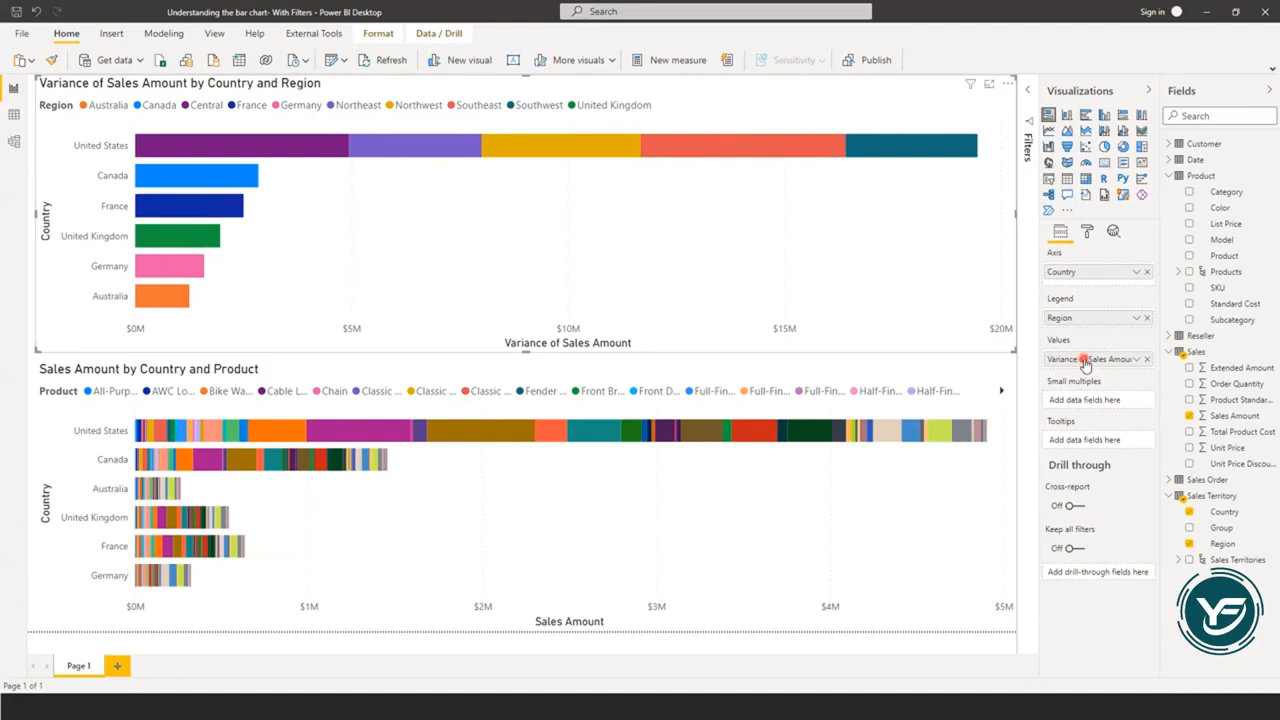 Understanding the bar chart- With Filters - Power BI Desktop
Search
Sign in
File Home Insert Modeling View Help External Tools Format Data / Drill
Get data Refresh New visual More visuals New measure Sensitivity Publish
Variance of Sales Amount by Country and Region
Region Australia Canada Central France Germany Northeast Northwest Southeast Southwest United Kingdom
United States
Canada
France
United Kingdom
Germany
Australia
Country
$0M $5M $10M $15M $20M
Variance of Sales Amount
Sales Amount by Country and Product
Product All-Purp... AWC Lo... Bike Wa... Cable L... Chain Classic ... Classic ... Classic ... Fender ... Front Br... Front D... Full-Fin... Full-Fin... Full-Fin... Half-Fin... Half-Fin...
United States
Canada
Australia
United Kingdom
France
Germany
Country
$0M $1M $2M $3M $4M $5M
Sales Amount
Page 1
Page 1 of 1
Filters
Visualizations
R Py
Axis
Country
Legend
Region
Values
Variance of Sales Amour
Small multiples
Add data fields here
Tooltips
Add data fields here
Drill through
Cross-report
Off
Keep all filters
Off
Add drill-through fields here
Fields
Search
Customer
Date
Product
Category
Color
List Price
Model
Product
Products
SKU
Standard Cost
Subcategory
Reseller
Sales
Extended Amount
Order Quantity
Product Standar...
Sales Amount
Total Product Cost
Unit Price
Unit Price Discou...
Sales Order
Sales Territory
Country
Group
Region
Sales Territories